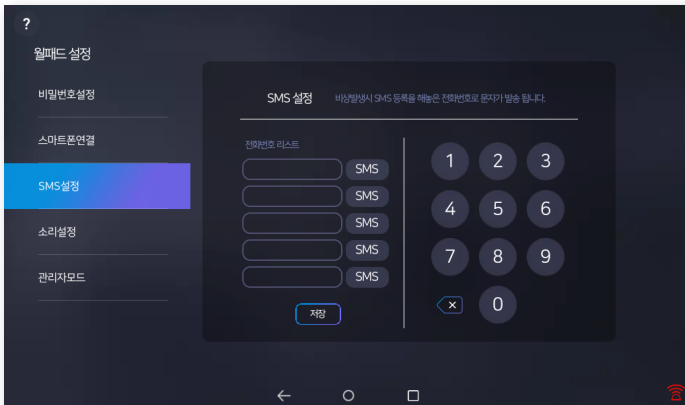 ?
월패드 설정
비밀번호설정
스마트폰연결
SMS설정
소리설정
관리자모드
SMS 설정 비상발생시 SMS 등록을 해놓은 전화번호로 문자가 발송 됩니다.
전화번호 리스트
SMS
SMS
SMS
SMS
SMS
저장
1 2 3
4 5 6
7 8 9
0